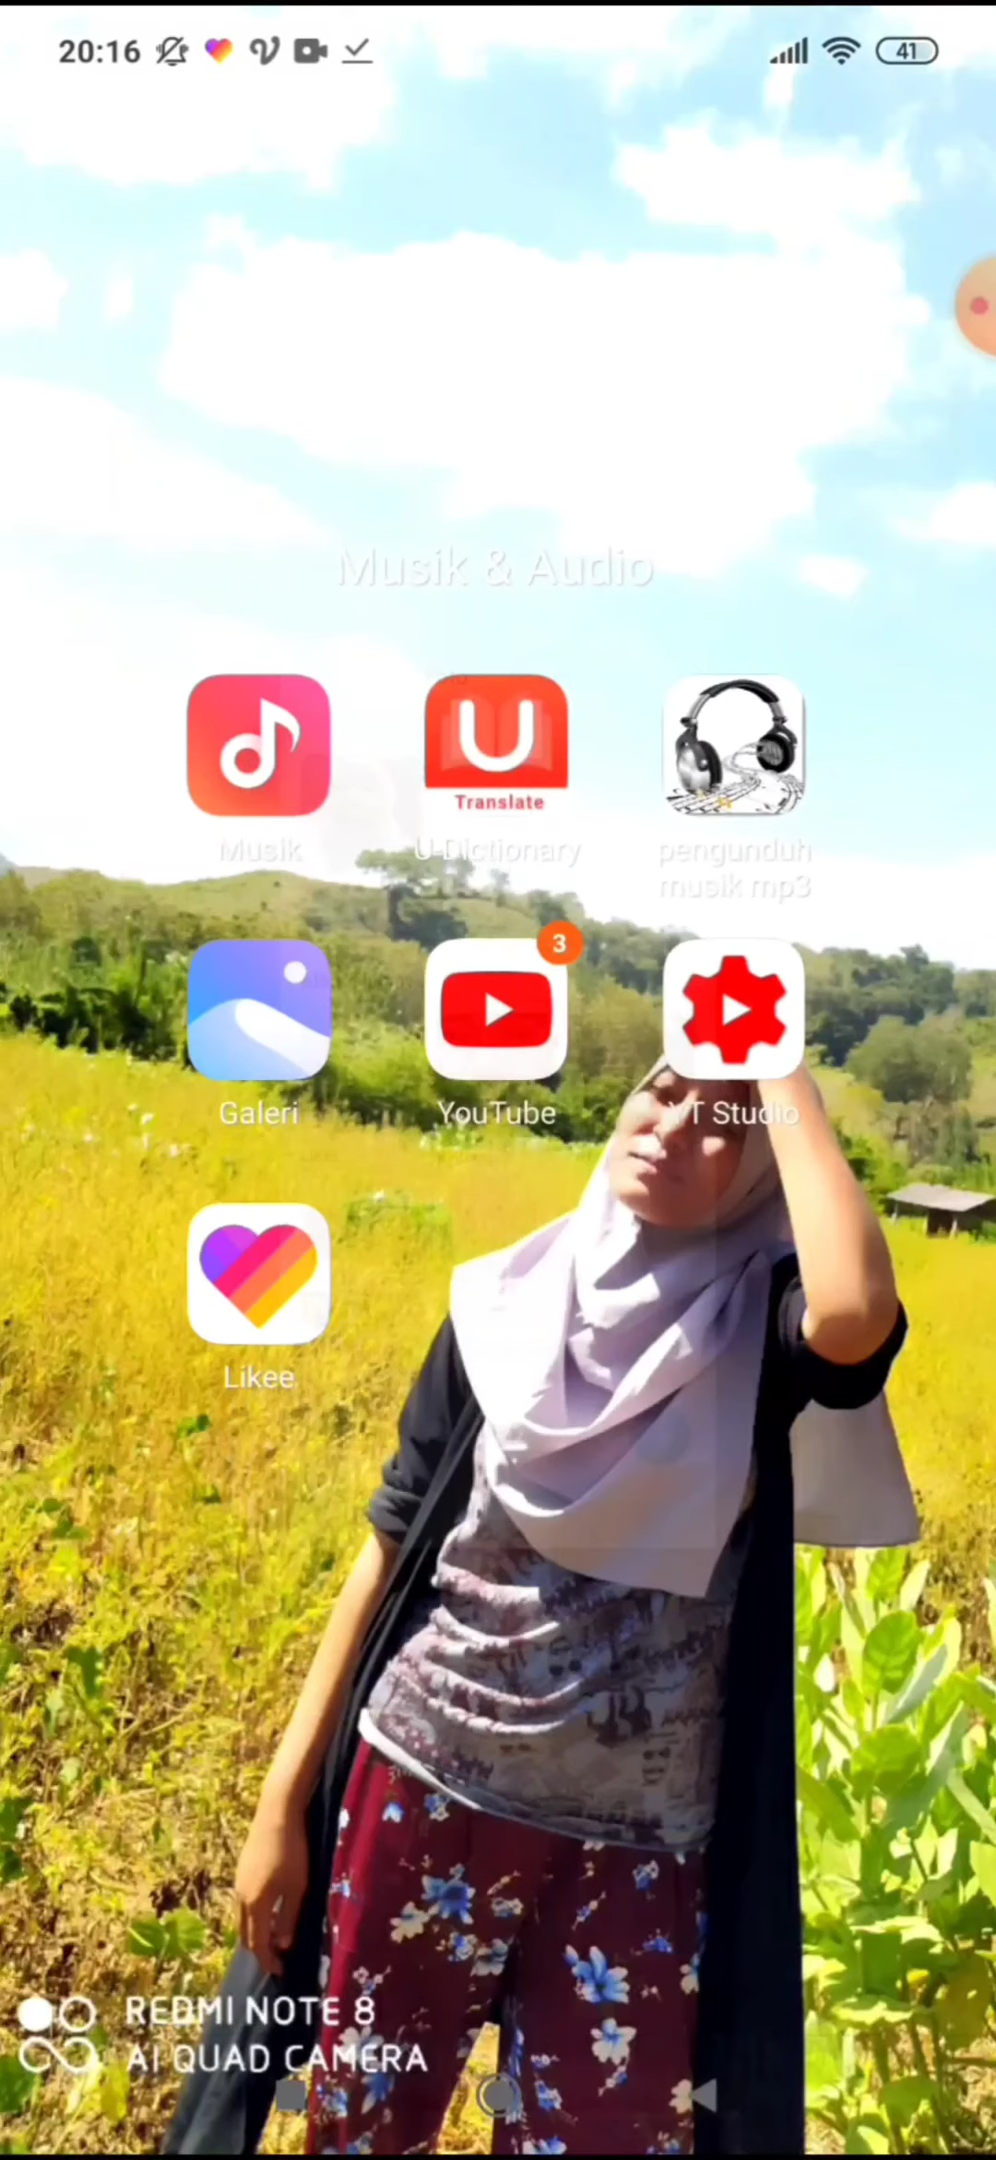 20:16
41
Musik & Audio
U
Translate
Musik
U-Dictionary
pengunduh
musik mp3
3
Galeri
YouTube
YT Studio
Likee
REDMI NOTE 8
AI QUAD CAMERA